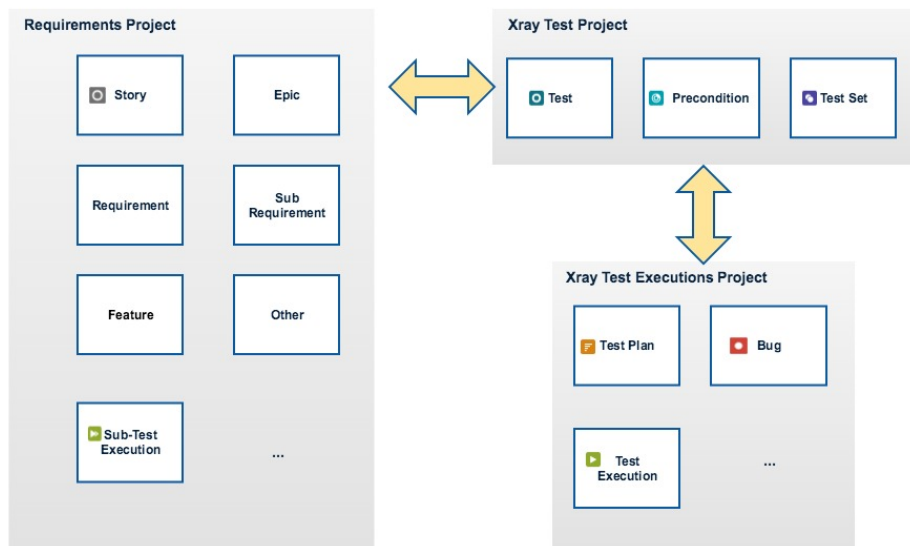 Requirements Project
Story
Epic
Requirement
Sub
Requirement
Feature
Other
Sub-Test
Execution
...
Xray Test Project
Test
Precondition
Test Set
Xray Test Executions Project
Test Plan
Bug
Test
Execution
...